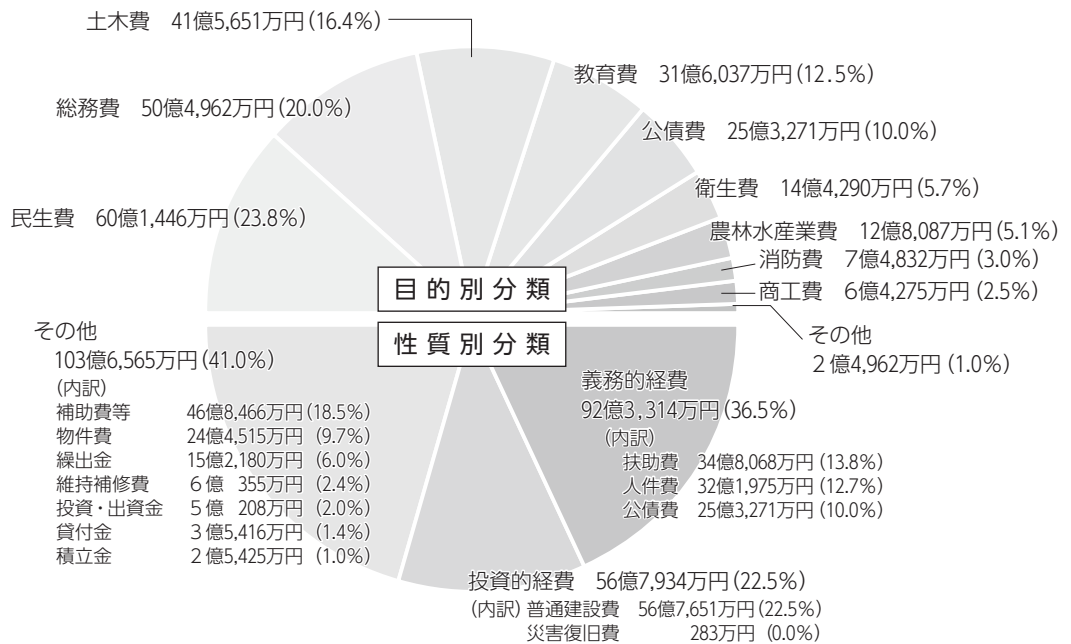 土木費 41億5,651万円(16.4%)
教育費 31億6,037万円(12.5%)
総務費 50億4,962万円(20.0%)
公債費 25億3,271万円(10.0%)
衛生費 14億4,290万円(5.7%)
民生費 60億1,446万円(23.8%)
農林水産業費 12億8,087万円(5.1%)
消防費 7億4,832万円(3.0%)
商工費 6億4,275万円(2.5%)
その他
2億4,962万円(1.0%)
目的別分類
性質別分類
その他
103億6,565万円(41.0%)
(内訳)
補助費等 46億8,466万円(18.5%)
物件費 24億4,515万円(9.7%)
繰出金 15億2,180万円(6.0%)
維持補修費 6億 355万円(2.4%)
投資・出資金 5億 208万円(2.0%)
貸付金 3億5,416万円(1.4%)
積立金 2億5,425万円(1.0%)
義務的経費
92億3,314万円(36.5%)
(内訳)
扶助費 34億8,068万円(13.8%)
人件費 32億1,975万円(12.7%)
公債費 25億3,271万円(10.0%)
投資的経費 56億7,934万円(22.5%)
(内訳)普通建設費 56億7,651万円(22.5%)
災害復旧費 283万円(0.0%)